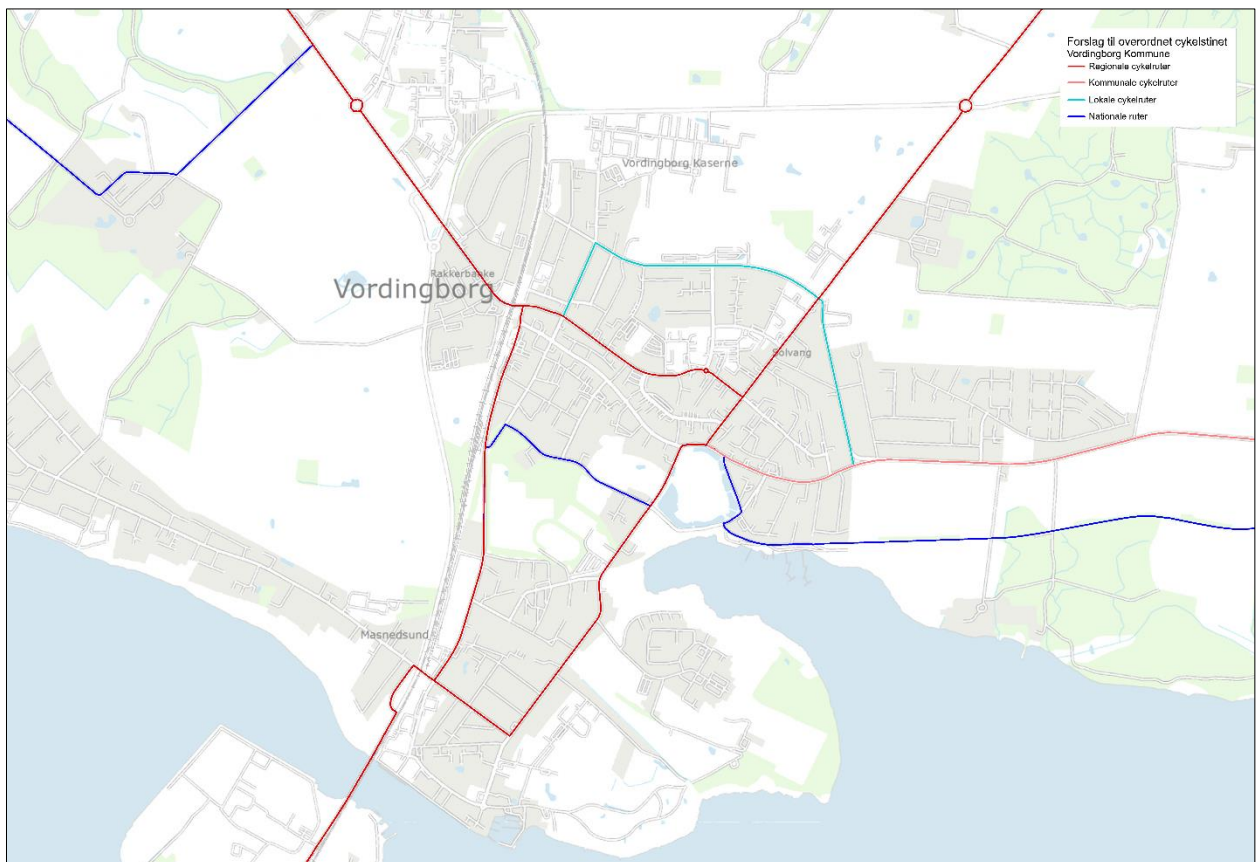 Forslag til overordnet cykelstinet
Vordingborg Kommune
Regionale cykelruter
Kommunale cykelruter
Lokale cykelruter
Nationale ruter
Vordingborg Kaserne
Rakkerbanke
Vordingborg
Solvang
Masnedsund